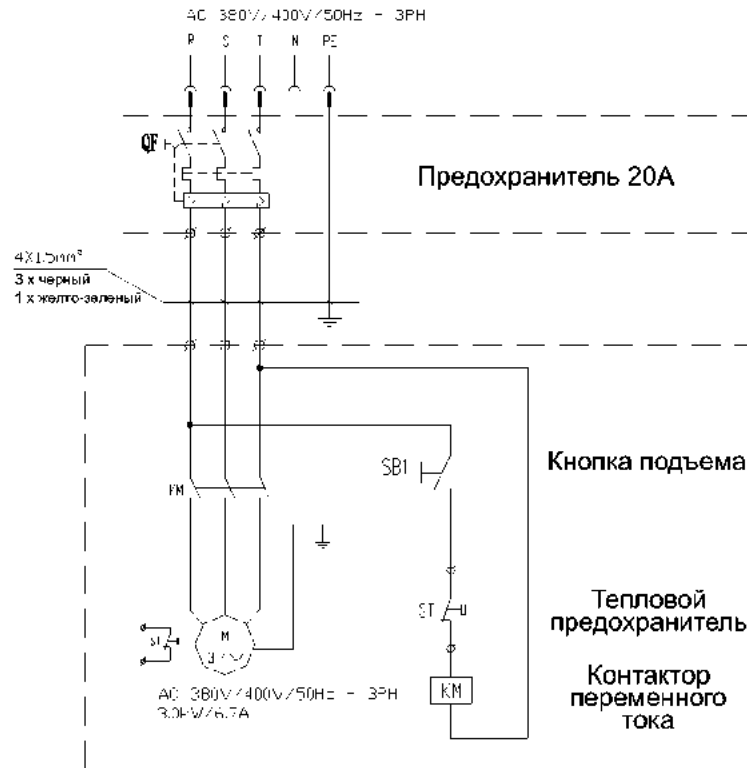 AC 380V/400V/50Hz - 3PH
R S T N PE
QF
Предохранитель 20А
4X1.5mm²
3 x черный
1 x желто-зеленый
SB1
Кнопка подъема
KM
ST
Тепловой
предохранитель
ST
M
3 ~
KM
Контактор
переменного
тока
AC 380V/400V/50Hz - 3PH
3.0kW/6.7A